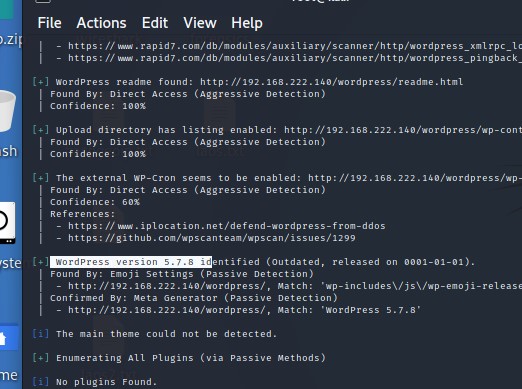 File Actions Edit View Help
| - https://www.rapid7.com/db/modules/auxiliary/scanner/http/wordpress_xmlrpc_lo
| - https://www.rapid7.com/db/modules/auxiliary/scanner/http/wordpress_pingback_
[+] WordPress readme found: http://192.168.222.140/wordpress/readme.html
| Found By: Direct Access (Aggressive Detection)
| Confidence: 100%
[+] Upload directory has listing enabled: http://192.168.222.140/wordpress/wp-cont
| Found By: Direct Access (Aggressive Detection)
| Confidence: 100%
[+] The external WP-Cron seems to be enabled: http://192.168.222.140/wordpress/wp-
| Found By: Direct Access (Aggressive Detection)
| Confidence: 60%
| References:
| - https://www.iplocation.net/defend-wordpress-from-ddos
| - https://github.com/wpscanteam/wpscan/issues/1299
[+] WordPress version 5.7.8 identified (Outdated, released on 0001-01-01).
| Found By: Emoji Settings (Passive Detection)
| - http://192.168.222.140/wordpress/, Match: 'wp-includes\/js\/wp-emoji-release
| Confirmed By: Meta Generator (Passive Detection)
| - http://192.168.222.140/wordpress/, Match: 'WordPress 5.7.8'
[i] The main theme could not be detected.
[+] Enumerating All Plugins (via Passive Methods)
[i] No plugins Found.